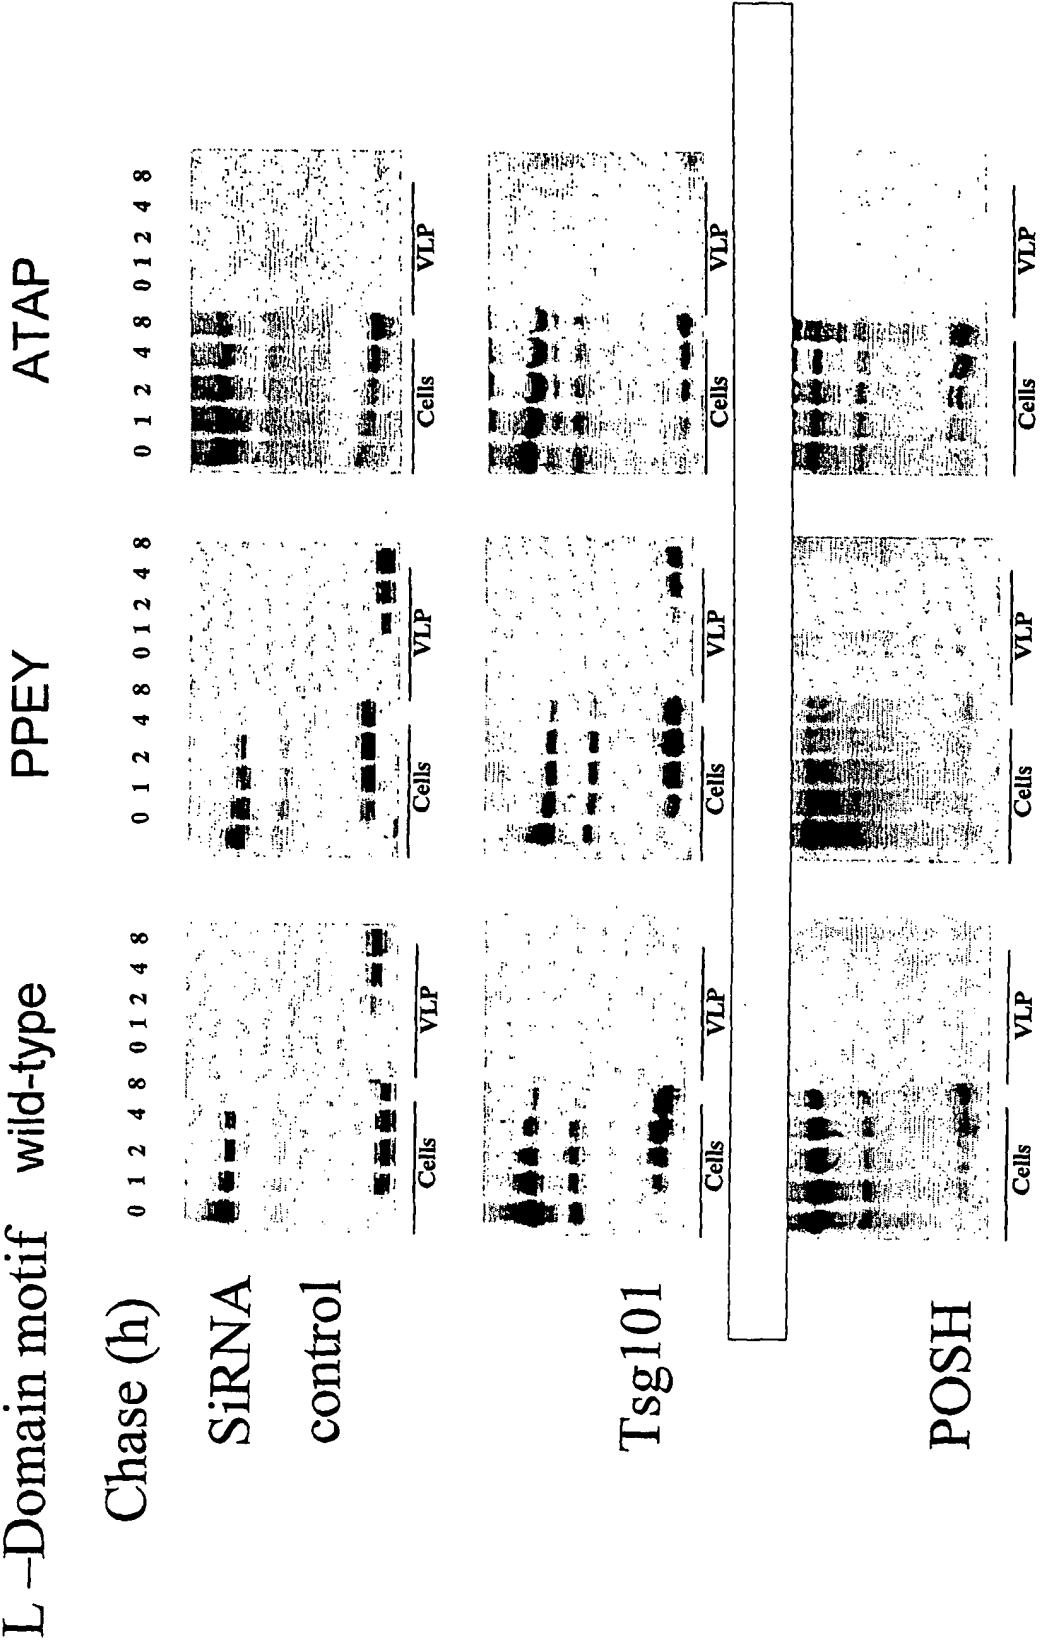 L –Domain motif wild-type PPEY ATAP
Chase (h) 0 1 2 4 8 0 1 2 4 8 0 1 2 4 8 0 1 2 4 8 0 1 2 4 8 0 1 2 4 8
SiRNA
control
Cells VLP Cells VLP Cells VLP
Tsg101
Cells VLP Cells VLP Cells VLP
POSH
Cells VLP Cells VLP Cells VLP